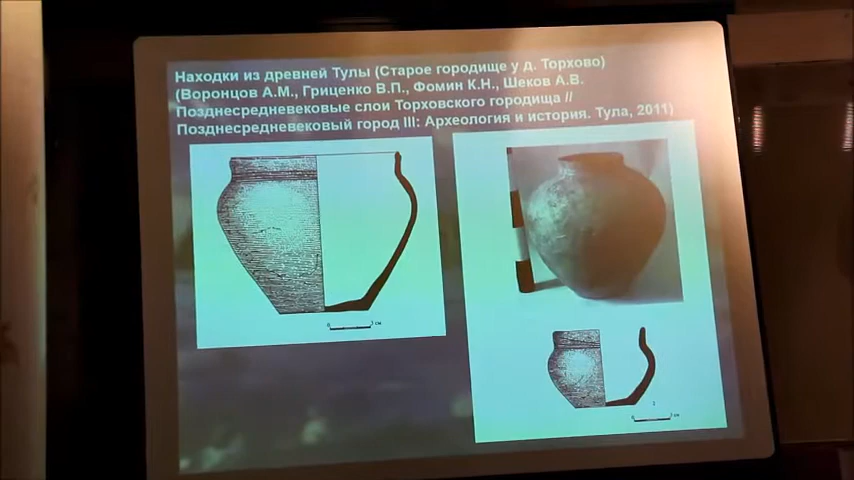 Находки из древней Тулы (Старое городище у д. Торхово)
(Воронцов А.М., Гриценко В.П., Фомин К.Н., Шеков А.В.
Позднесредневековые слои Торховского городища //
Позднесредневековый город III: Археология и история. Тула, 2011)